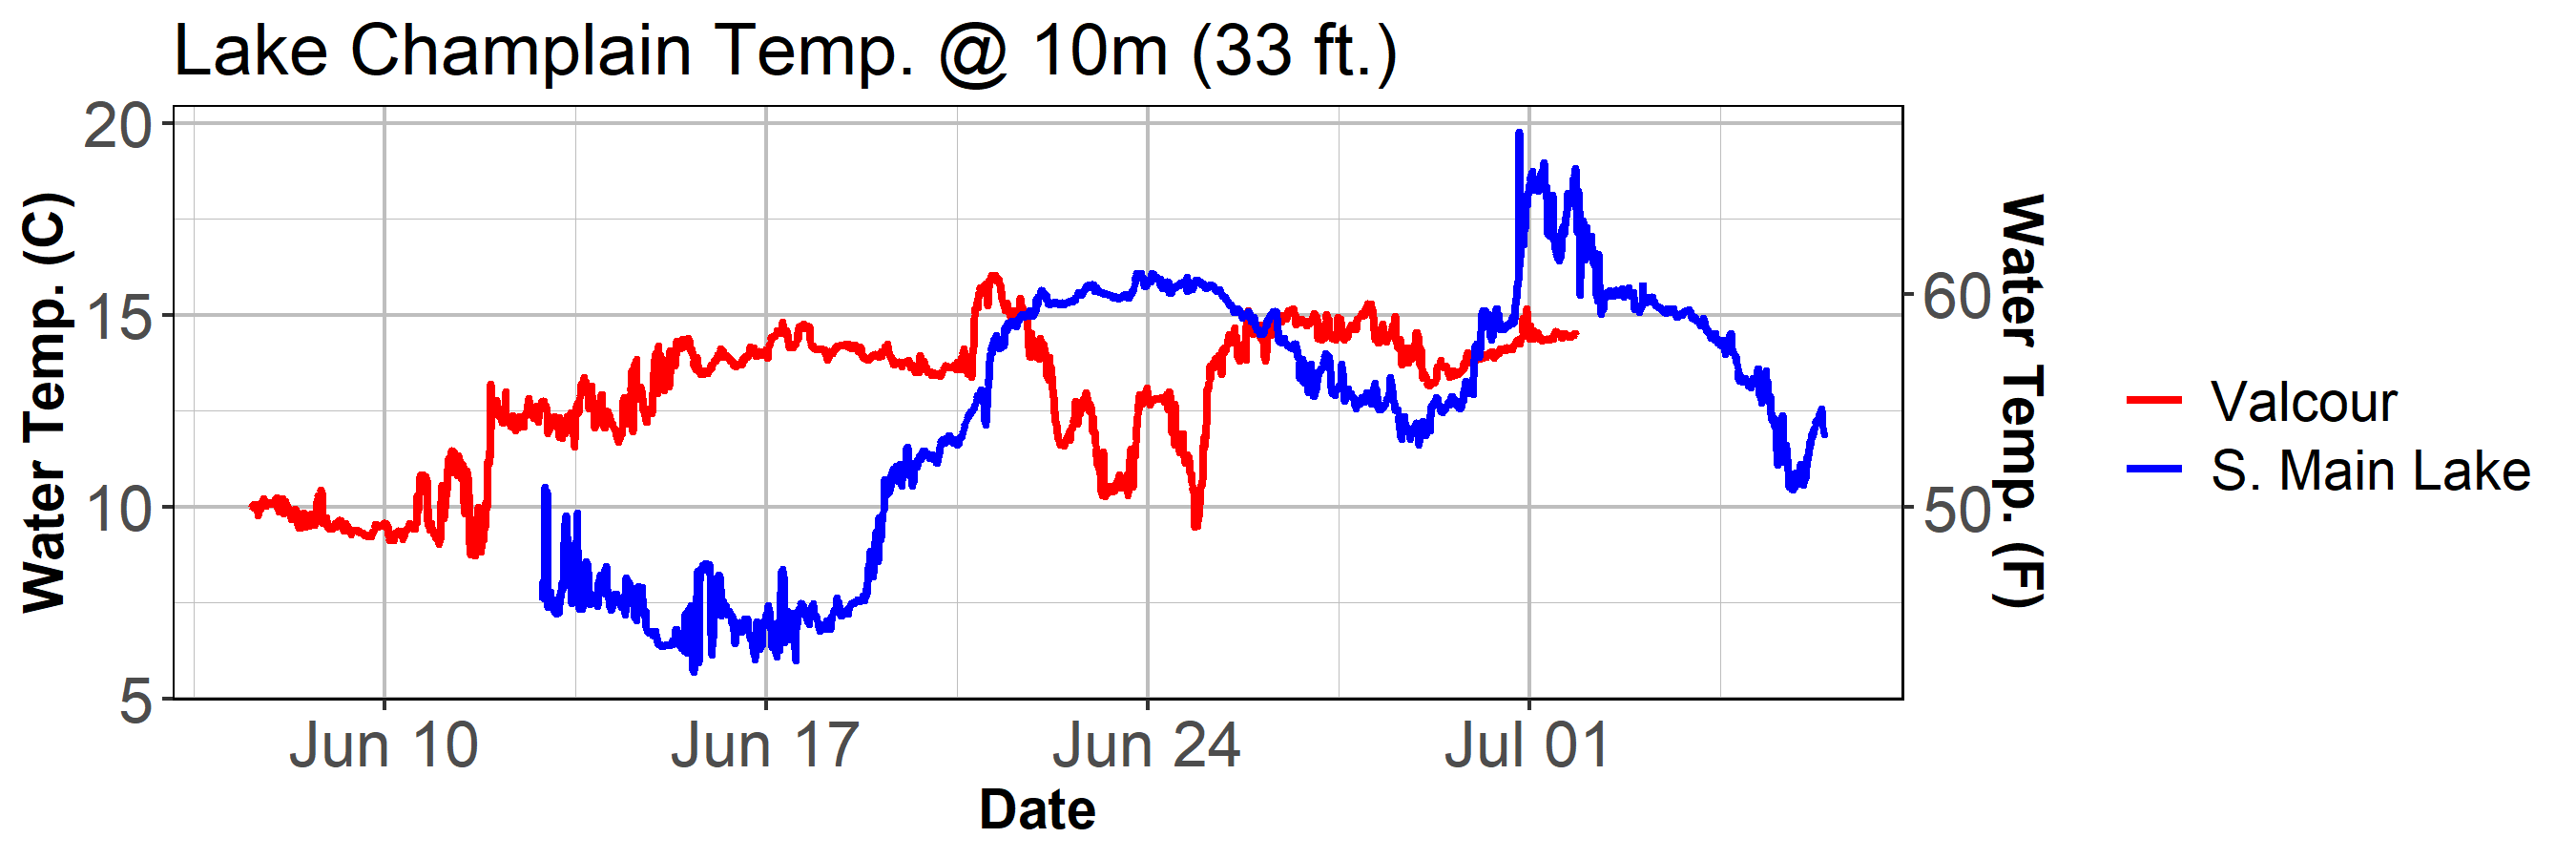 Lake Champlain Temp. @ 10m (33 ft.)
Water Temp. (C)
20
15
10
5
60
50
Water Temp. (F)
Jun 10
Jun 17
Jun 24
Jul 01
Date
Valcour
S. Main Lake